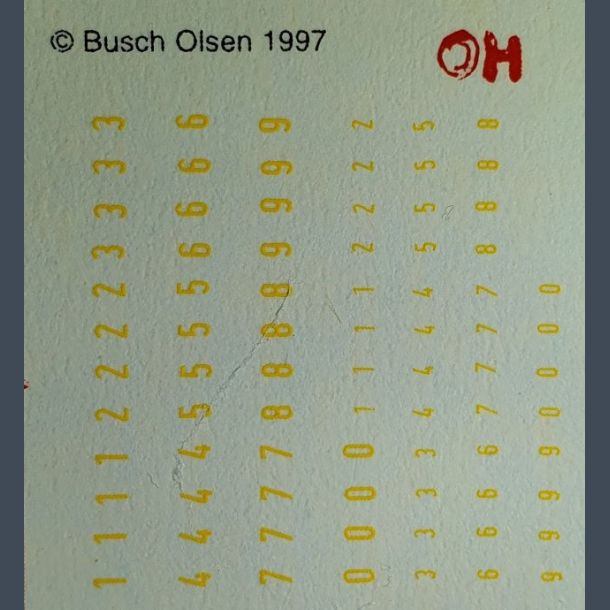 © Busch Olsen 1997
OH
1 1 1 1 2 2 2 2 3 3 3 3
4 4 4 4 5 5 5 5 6 6 6 6
7 7 7 7 8 8 8 8 9 9 9 9
0 0 0 0 1 1 1 1 2 2 2 2
3 3 3 3 4 4 4 4 5 5 5 5
6 6 6 6 7 7 7 7 8 8 8 8
9 9 9 9 0 0 0 0